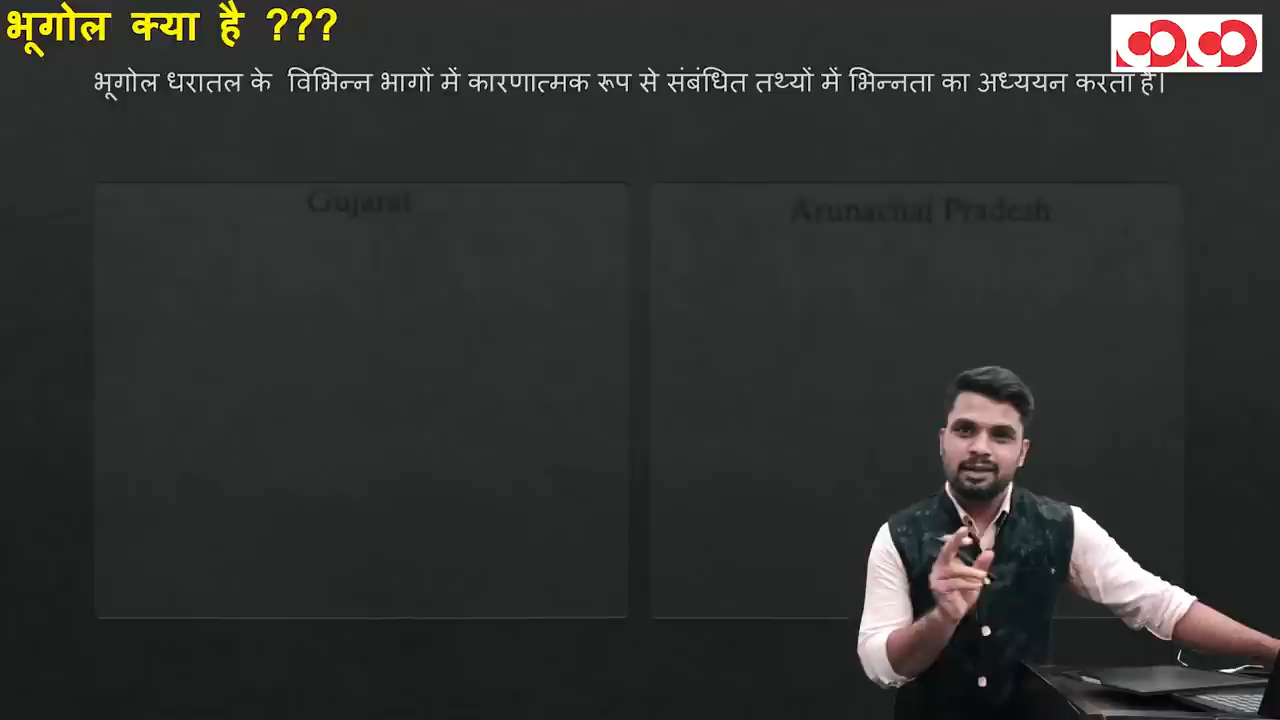 भूगोल क्या है ???
भूगोल धरातल के विभिन्न भागों में कारणात्मक रूप से संबंधित तथ्यों में भिन्नता का अध्ययन करता है।
Gujarat
Arunachal Pradesh